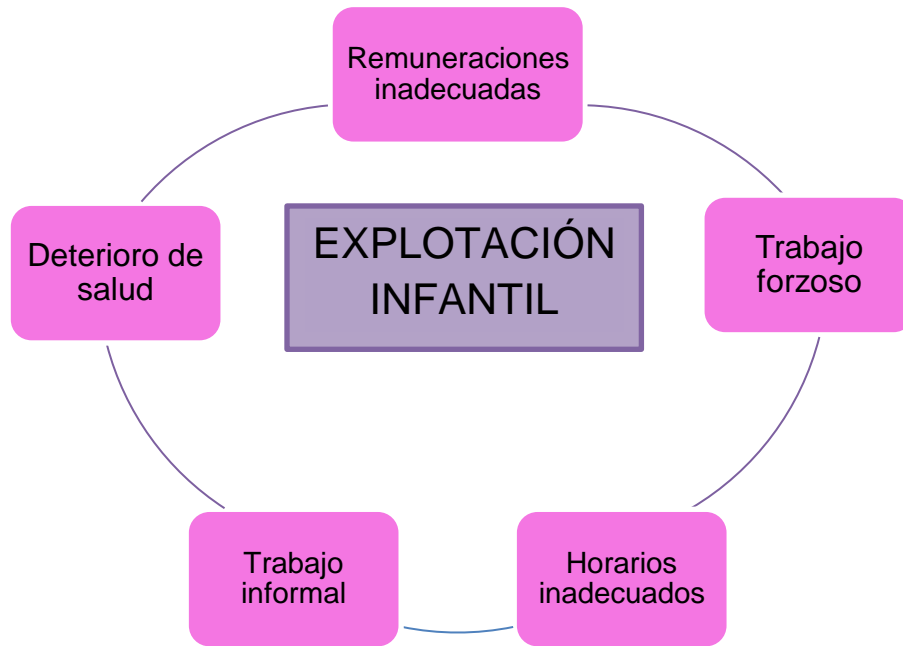 Remuneraciones
inadecuadas
EXPLOTACIÓN
INFANTIL
Trabajo
forzoso
Horarios
inadecuados
Trabajo
informal
Deterioro de
salud